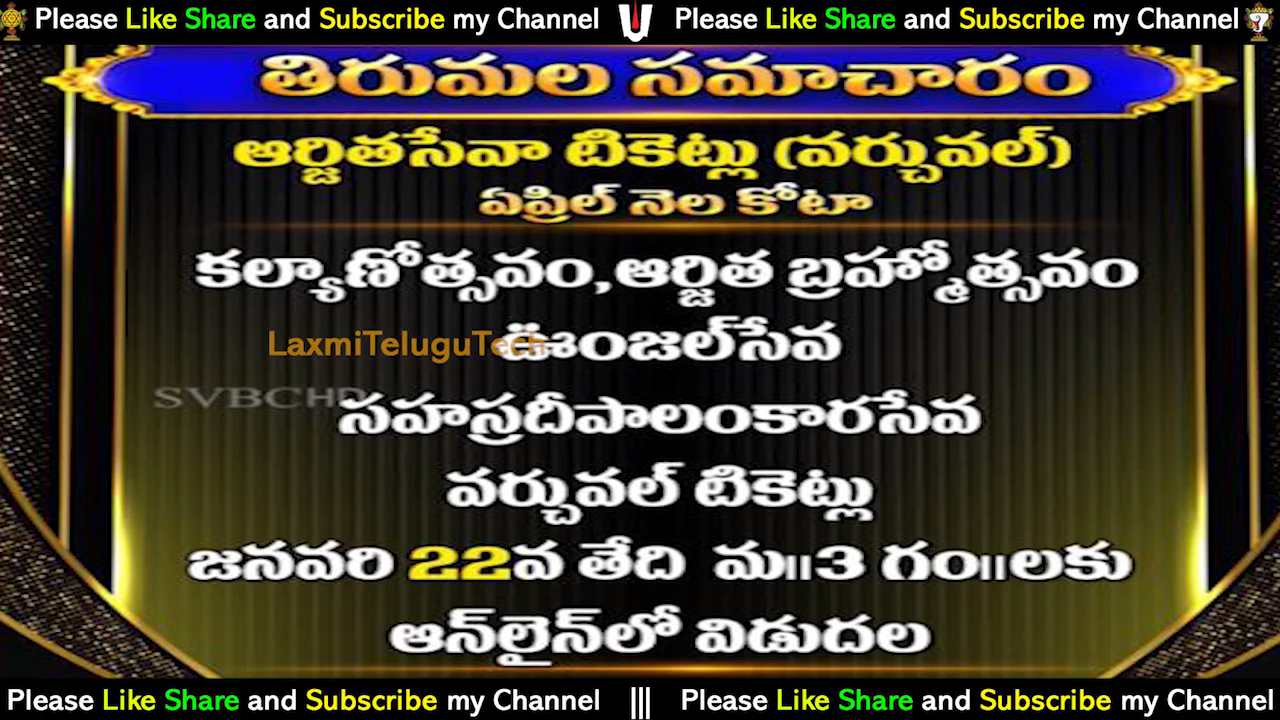 Please Like Share and Subscribe my Channel Please Like Share and Subscribe my Channel
తిరుమల సమాచారం
ఆర్జితసేవా టికెట్లు (వర్చువల్)
ఏప్రిల్ నెల కోటా
కల్యాణోత్సవం,ఆర్జిత బ్రహ్మోత్సవం
LaxmiTeluguTech ఊంజల్‌సేవ
SVBC HD
సహస్రదీపాలంకారసేవ
వర్చువల్ టికెట్లు
జనవరి 22వ తేది మ॥3 గం॥లకు
ఆన్‌లైన్‌లో విడుదల
Please Like Share and Subscribe my Channel ||| Please Like Share and Subscribe my Channel